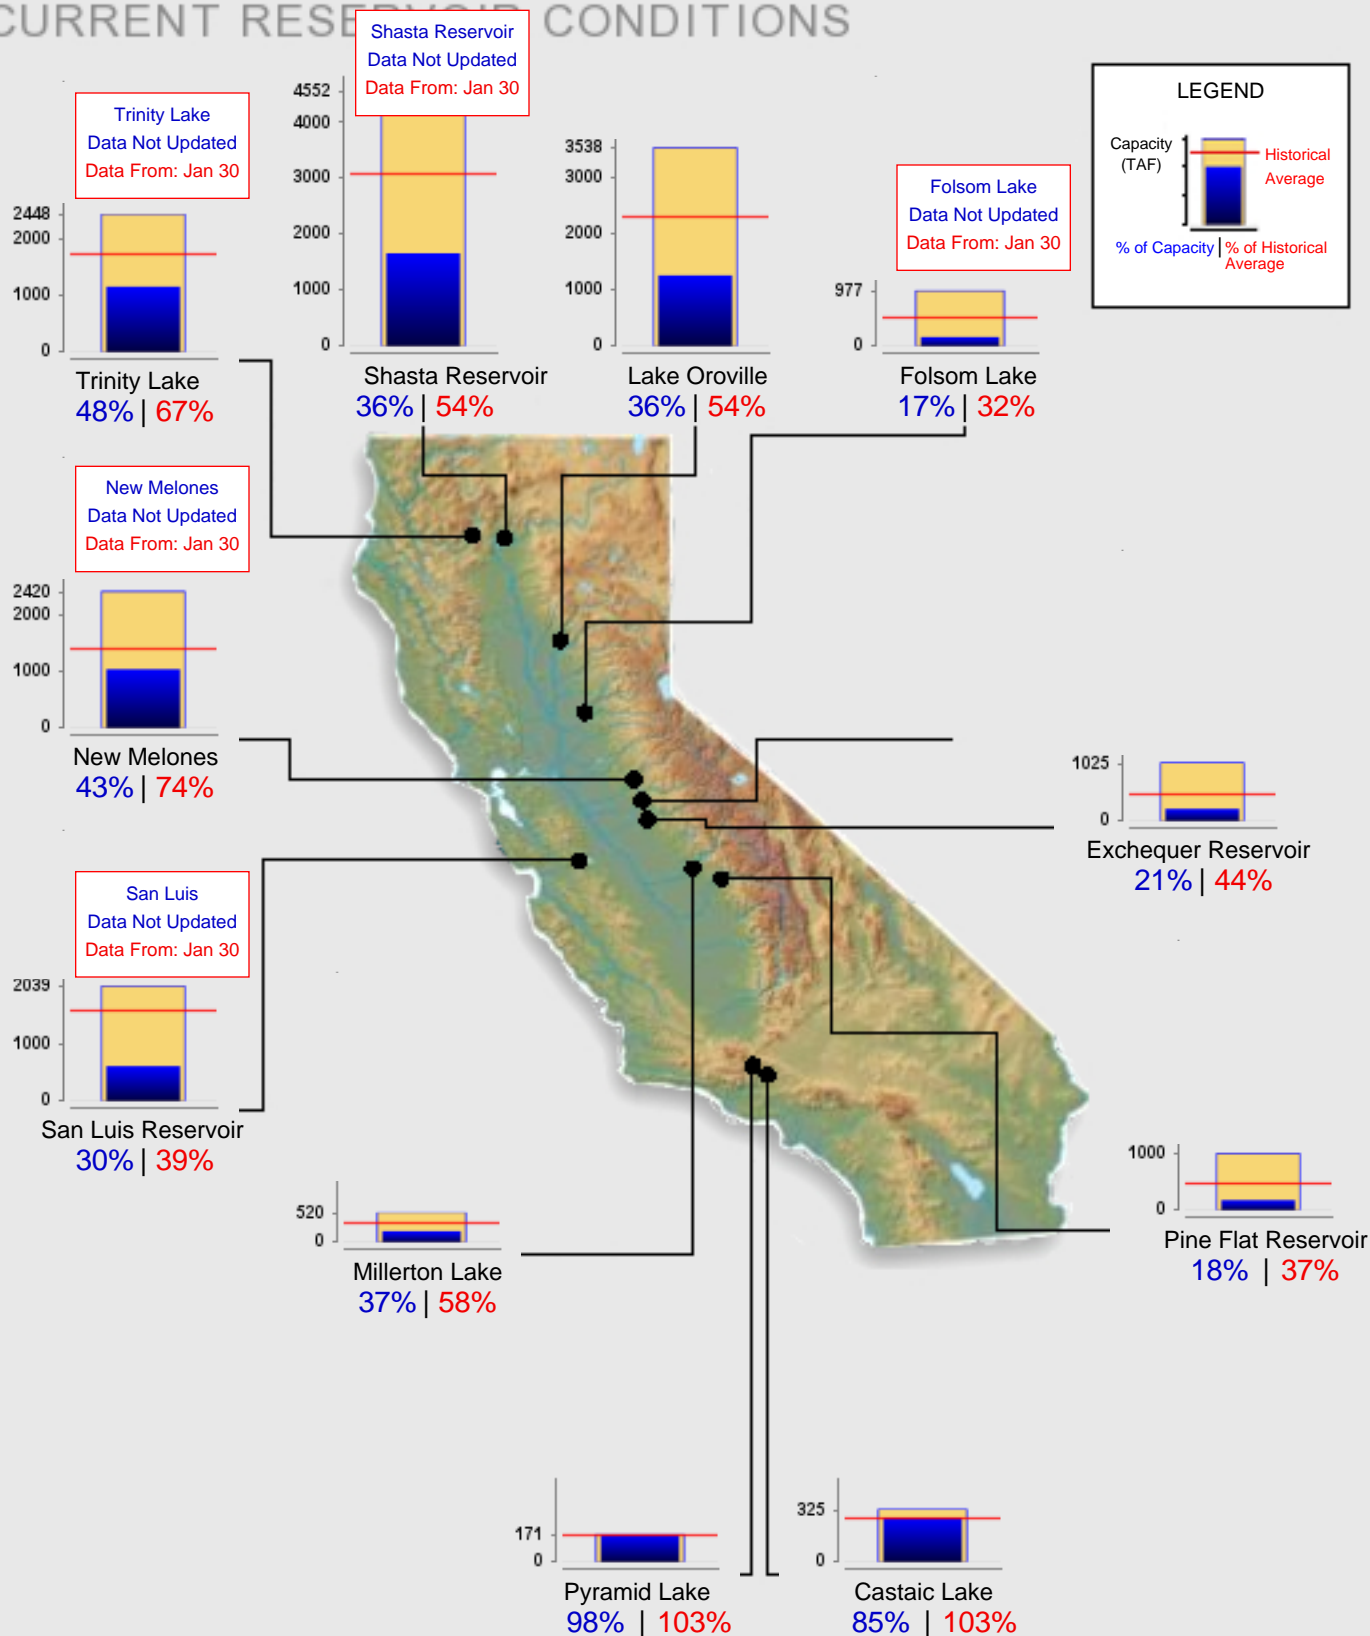 CURRENT RESERVOIR CONDITIONS
Shasta Reservoir
Data Not Updated
Data From: Jan 30
4552
4000
3000
2000
1000
0
Shasta Reservoir
36% | 54%
Trinity Lake
Data Not Updated
Data From: Jan 30
2448
2000
1000
0
Trinity Lake
48% | 67%
3538
3000
2000
1000
0
Lake Oroville
36% | 54%
Folsom Lake
Data Not Updated
Data From: Jan 30
977
0
Folsom Lake
17% | 32%
LEGEND
Capacity
(TAF)
Historical
Average
% of Capacity | % of Historical
Average
New Melones
Data Not Updated
Data From: Jan 30
2420
2000
1000
0
New Melones
43% | 74%
1025
0
Exchequer Reservoir
21% | 44%
San Luis
Data Not Updated
Data From: Jan 30
2039
1000
0
San Luis Reservoir
30% | 39%
520
0
Millerton Lake
37% | 58%
1000
0
Pine Flat Reservoir
18% | 37%
171
0
Pyramid Lake
98% | 103%
325
0
Castaic Lake
85% | 103%